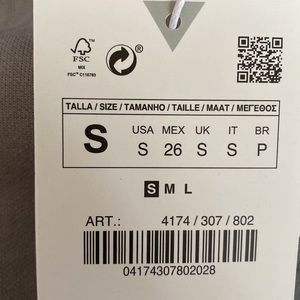 FSC
MIX
FSC™ C116783
TALLA / SIZE / TAMANHO / TAILLE / MAAT / ΜΕΓΕΘΟΣ
S
USA MEX UK IT BR
S 26 S S P
S M L
ART.: 4174 / 307 / 802
04174307802028